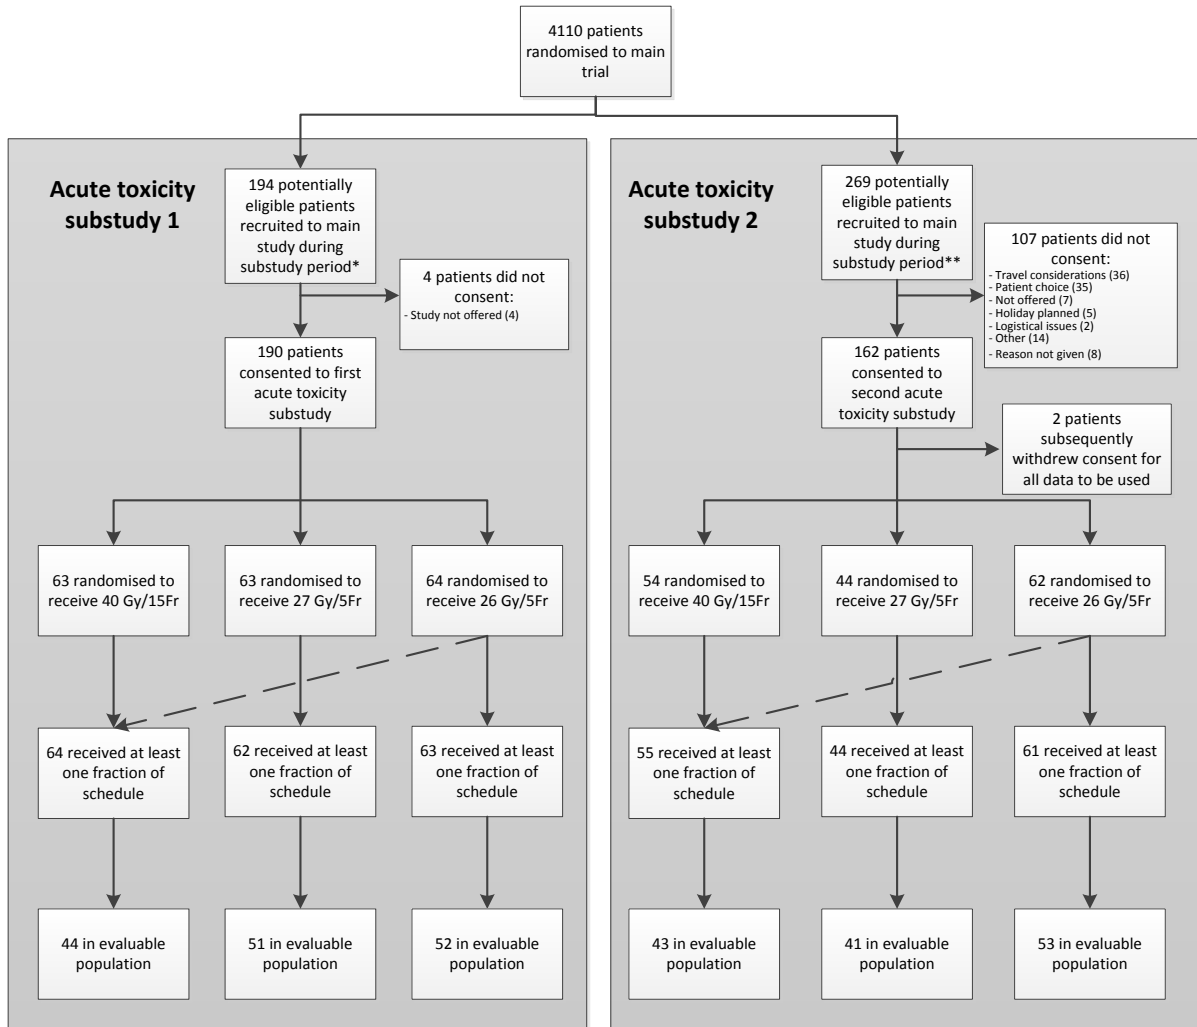 4110 patients
randomised to main
trial
Acute toxicity
substudy 1
194 potentially
eligible patients
recruited to main
study during
substudy period*
4 patients did not
consent:
- Study not offered (4)
190 patients
consented to first
acute toxicity
substudy
63 randomised to
receive 40 Gy/15Fr
63 randomised to
receive 27 Gy/5Fr
64 randomised to
receive 26 Gy/5Fr
64 received at least
one fraction of
schedule
62 received at least
one fraction of
schedule
63 received at least
one fraction of
schedule
44 in evaluable
population
51 in evaluable
population
52 in evaluable
population
Acute toxicity
substudy 2
269 potentially
eligible patients
recruited to main
study during
substudy period**
107 patients did not
consent:
- Travel considerations (36)
- Patient choice (35)
- Not offered (7)
- Holiday planned (5)
- Logistical issues (2)
- Other (14)
- Reason not given (8)
162 patients
consented to
second acute
toxicity substudy
2 patients
subsequently
withdrew consent for
all data to be used
54 randomised to
receive 40 Gy/15Fr
44 randomised to
receive 27 Gy/5Fr
62 randomised to
receive 26 Gy/5Fr
55 received at least
one fraction of
schedule
44 received at least
one fraction of
schedule
61 received at least
one fraction of
schedule
43 in evaluable
population
41 in evaluable
population
53 in evaluable
population